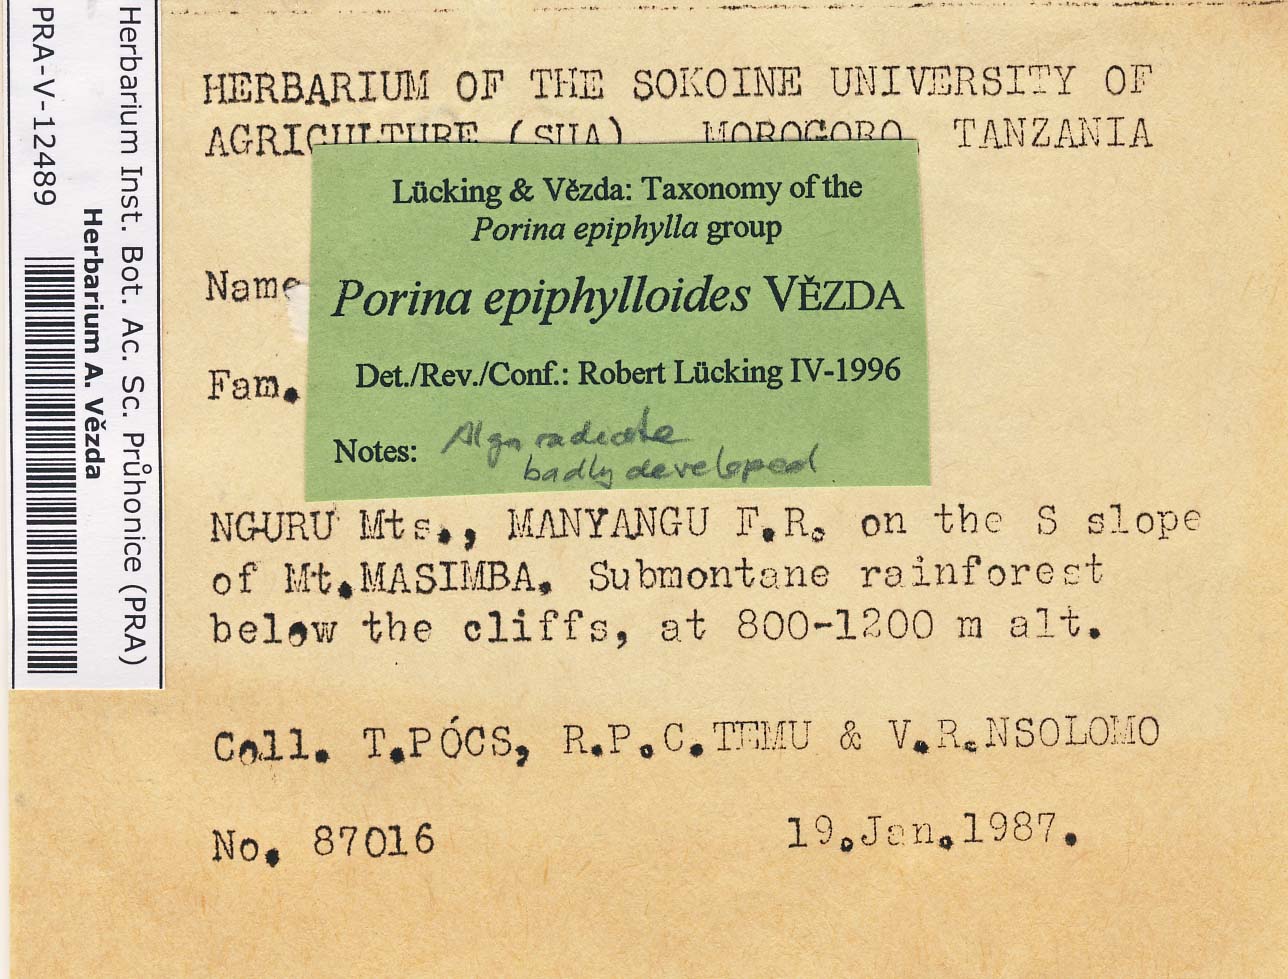 Herbarium Inst. Bot. Ac. Sc. Průhonice (PRA)
Herbarium A. Vězda
PRA-V-12489
HERBARIUM OF THE SOKOINE UNIVERSITY OF
AGRICULTURE (SUA) MOROGORO TANZANIA
Lücking & Vězda: Taxonomy of the
Porina epiphylla group
Name
Porina epiphylloides VĚZDA
Fam.
Det./Rev./Conf.: Robert Lücking IV-1996
Notes: Alga radicate
badly developed
NGURU Mts., MANYANGU F.R. on the S slope
of Mt.MASIMBA. Submontane rainforest
below the cliffs, at 800-1200 m alt.
Coll. T.PÓCS, R.P.C.TEMU & V.R.NSOLOMO
No. 87016 19.Jan.1987.